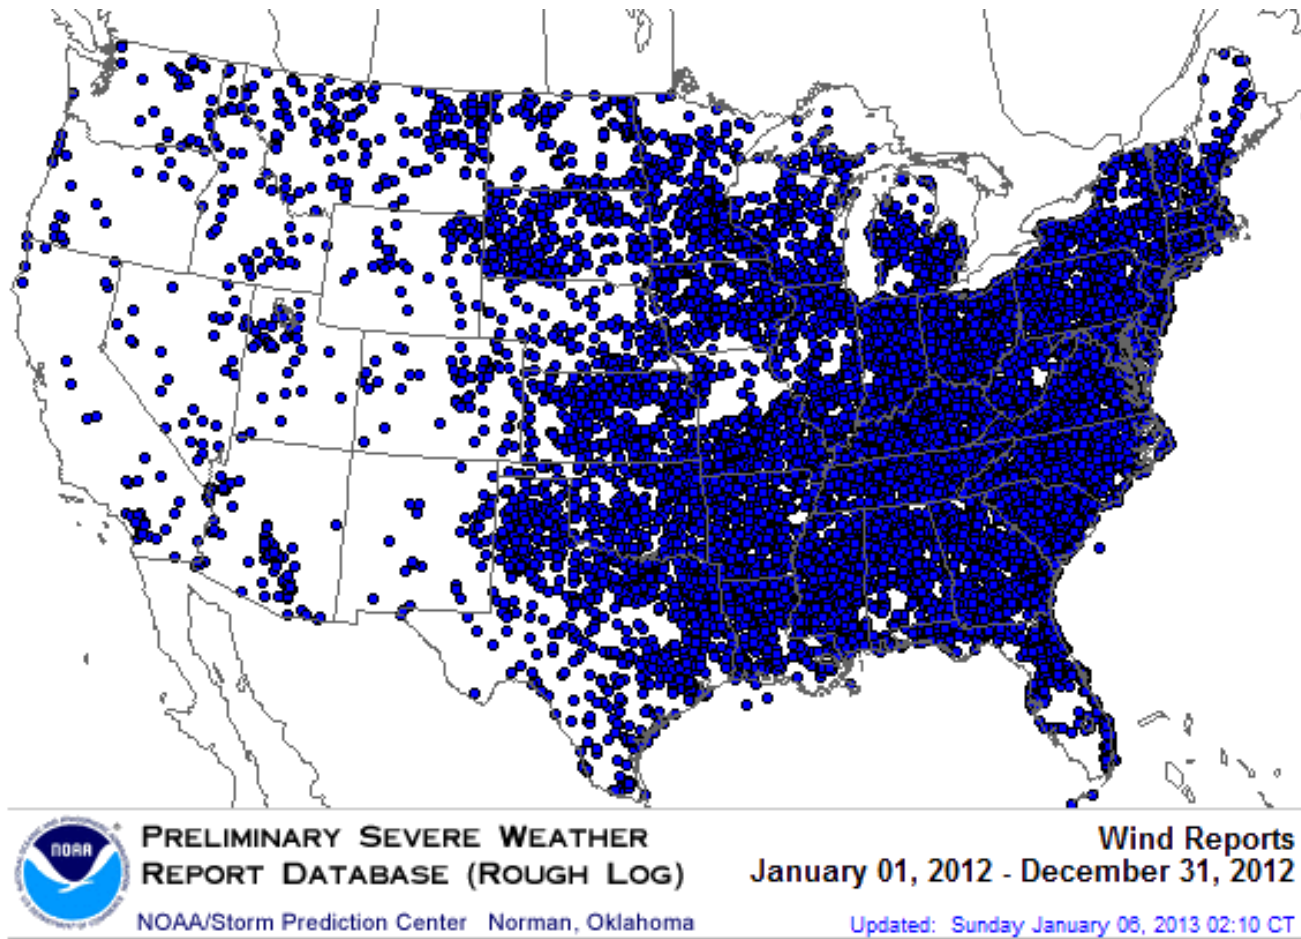 NOAA
PRELIMINARY SEVERE WEATHER
REPORT DATABASE (ROUGH LOG)
NOAA/Storm Prediction Center Norman, Oklahoma
Wind Reports
January 01, 2012 - December 31, 2012
Updated: Sunday January 06, 2013 02:10 CT